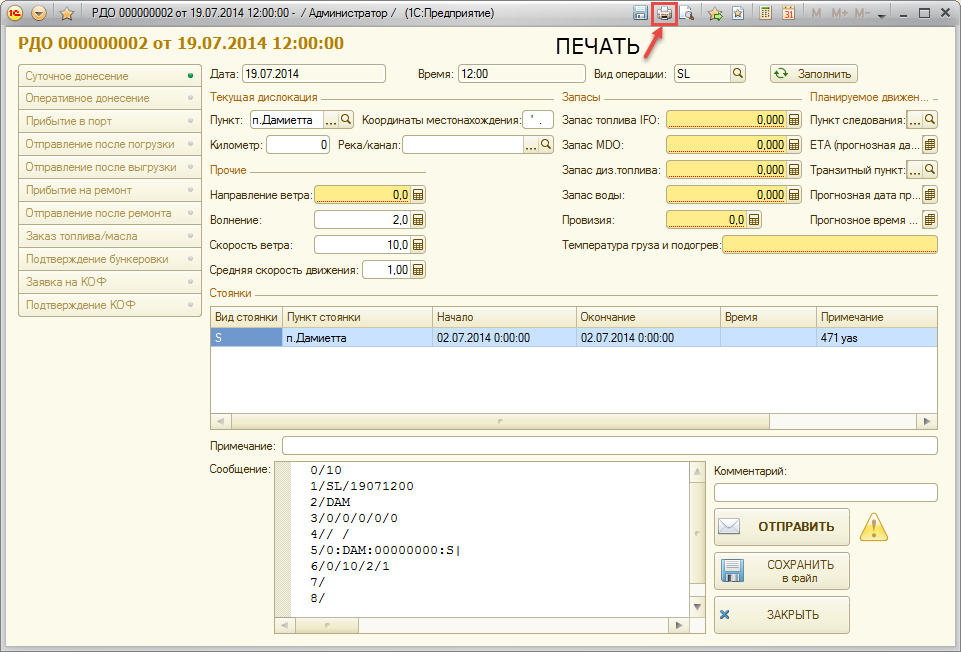 РДО 000000002 от 19.07.2014 12:00:00 - / Администратор / (1С:Предприятие)
M M+ M-
РДО 000000002 от 19.07.2014 12:00:00
ПЕЧАТЬ
Суточное донесение
Оперативное донесение
Прибытие в порт
Отправление после погрузки
Отправление после выгрузки
Прибытие на ремонт
Отправление после ремонта
Заказ топлива/масла
Подтверждение бункеровки
Заявка на КОФ
Подтверждение КОФ
Дата: 19.07.2014 Время: 12:00 Вид операции: SL Заполнить
Текущая дислокация
Пункт: п.Дамиетта ... Координаты местонахождения: ' .
Километр: 0 Река/канал: ...
Прочие
Направление ветра: 0,0
Волнение: 2,0
Скорость ветра: 10,0
Средняя скорость движения: 1,00
Запасы
Запас топлива IFO: 0,000
Запас MDO: 0,000
Запас диз.топлива: 0,000
Запас воды: 0,000
Провизия: 0,0
Температура груза и подогрев:
Планируемое движен...
Пункт следования: ...
ETA (прогнозная да...
Транзитный пункт: ...
Прогнозная дата пр...
Прогнозное время ...
Стоянки
Вид стоянки Пункт стоянки Начало Окончание Время Примечание
S п.Дамиетта 02.07.2014 0:00:00 02.07.2014 0:00:00 471 yas
Примечание:
Сообщение:
0/10
1/SL/19071200
2/DAM
3/0/0/0/0/0
4// /
5/0:DAM:00000000:S|
6/0/10/2/1
7/
8/
Комментарий:
ОТПРАВИТЬ
СОХРАНИТЬ
в файл
ЗАКРЫТЬ